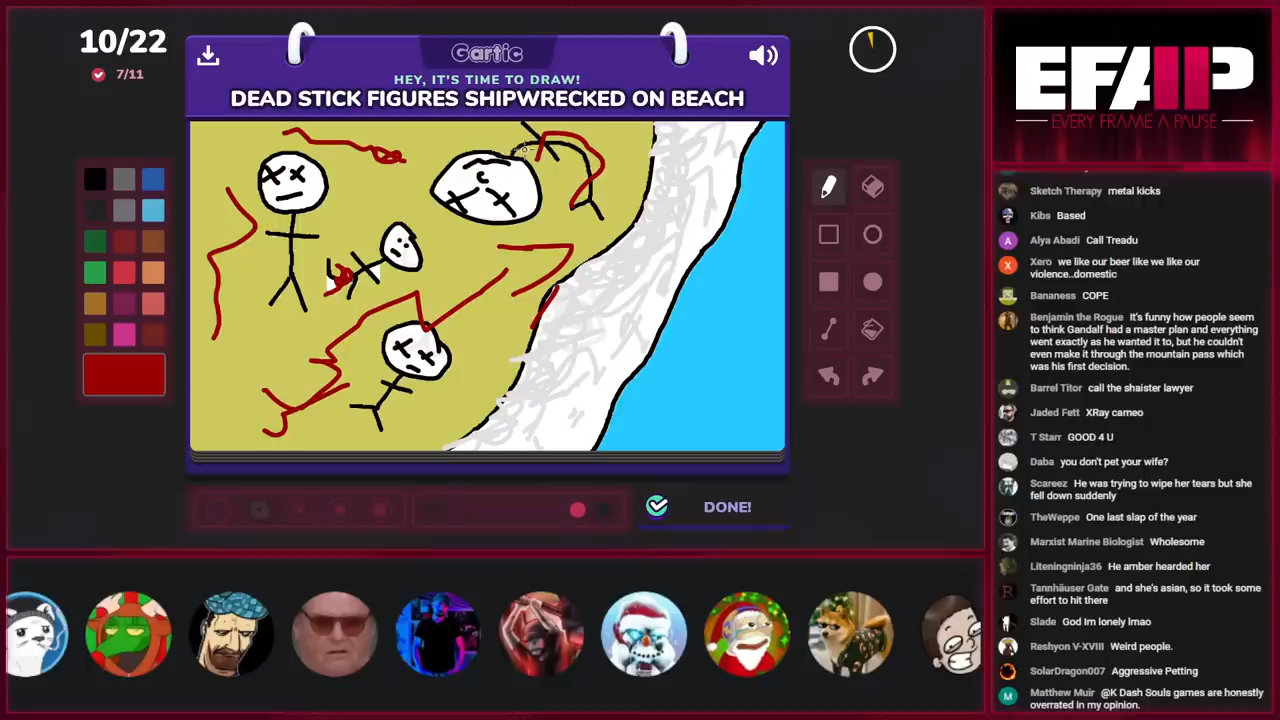 10/22
7/11
Gartic
HEY, IT'S TIME TO DRAW!
DEAD STICK FIGURES SHIPWRECKED ON BEACH
DONE!
EFAP
EVERY FRAME A PAUSE
Sketch Therapy metal kicks
Kibs Based
Alya Abadi Call Treadu
Xero we like our beer like we like our
violence..domestic
Bananess COPE
Benjamin the Rogue It's funny how people seem
to think Gandalf had a master plan and everything
went exactly as he wanted it to, but he couldn't
even make it through the mountain pass which
was his first decision.
Barrel Titor call the shaister lawyer
Jaded Fett XRay cameo
T Starr GOOD 4 U
Daba you don't pet your wife?
Scareez He was trying to wipe her tears but she
fell down suddenly
TheWeppe One last slap of the year
Marxist Marine Biologist Wholesome
Liteningninja36 He amber hearded her
Tannhäuser Gate and she's asian, so it took some
effort to hit there
Slade God Im lonely lmao
Reshyon V-XVIII Weird people.
SolarDragon007 Aggressive Petting
Matthew Muir @K Dash Souls games are honestly
overrated in my opinion.